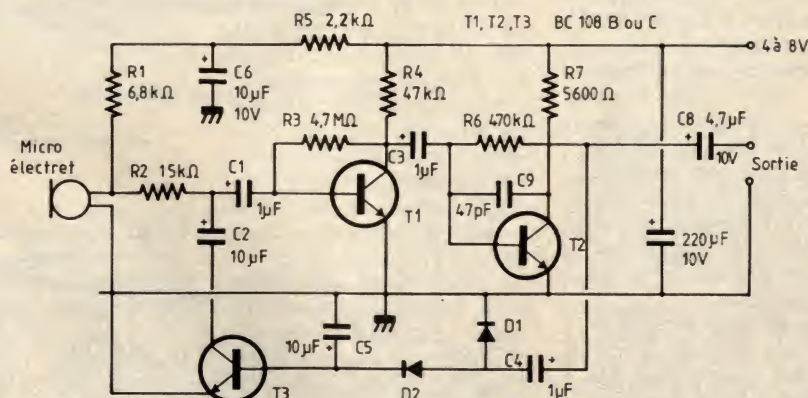 R5 2,2kΩ
T1, T2, T3 BC 108 B ou C
4 à 8V
R1
6,8kΩ
C6
10µF
10V
R4
47kΩ
R7
5600Ω
R3 4,7MΩ
R6 470kΩ
C8 4,7µF
10V
Micro
électret
R2 15kΩ
C1
1µF
C3
1µF
C9
47pF
Sortie
T1
T2
C2
10µF
220µF
10V
10µF
C5
D1
D2
C4
1µF
T3